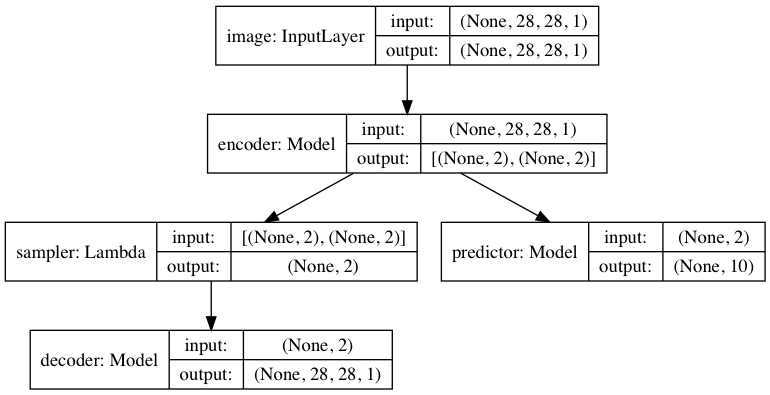 image: InputLayer
input: (None, 28, 28, 1)
output: (None, 28, 28, 1)
encoder: Model
input: (None, 28, 28, 1)
output: [(None, 2), (None, 2)]
sampler: Lambda
input: [(None, 2), (None, 2)]
output: (None, 2)
predictor: Model
input: (None, 2)
output: (None, 10)
decoder: Model
input: (None, 2)
output: (None, 28, 28, 1)